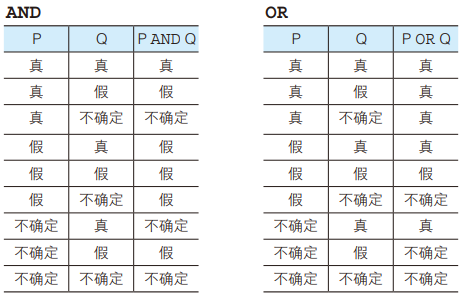 AND OR
P Q P AND Q P Q P OR Q
真 真 真 真 真 真
真 假 假 真 假 真
真 不确定 不确定 真 不确定 真
假 真 假 假 真 真
假 假 假 假 假 假
假 不确定 假 假 不确定 不确定
不确定 真 不确定 不确定 真 真
不确定 假 假 不确定 假 不确定
不确定 不确定 不确定 不确定 不确定 不确定